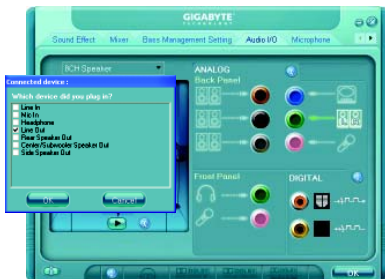 GIGABYTE
TECHNOLOGY
Sound Effect
Mixer
Bass Management Setting
Audio I/O
Microphone
8CH Speaker
ANALOG
Back Panel
Connected device :
Which device did you plug in?
Line In
Mic In
Headphone
Line Out
Rear Speaker Out
Center/Subwoofer Speaker Out
Side Speaker Out
OK
Cancel
Front Panel
DIGITAL
OK